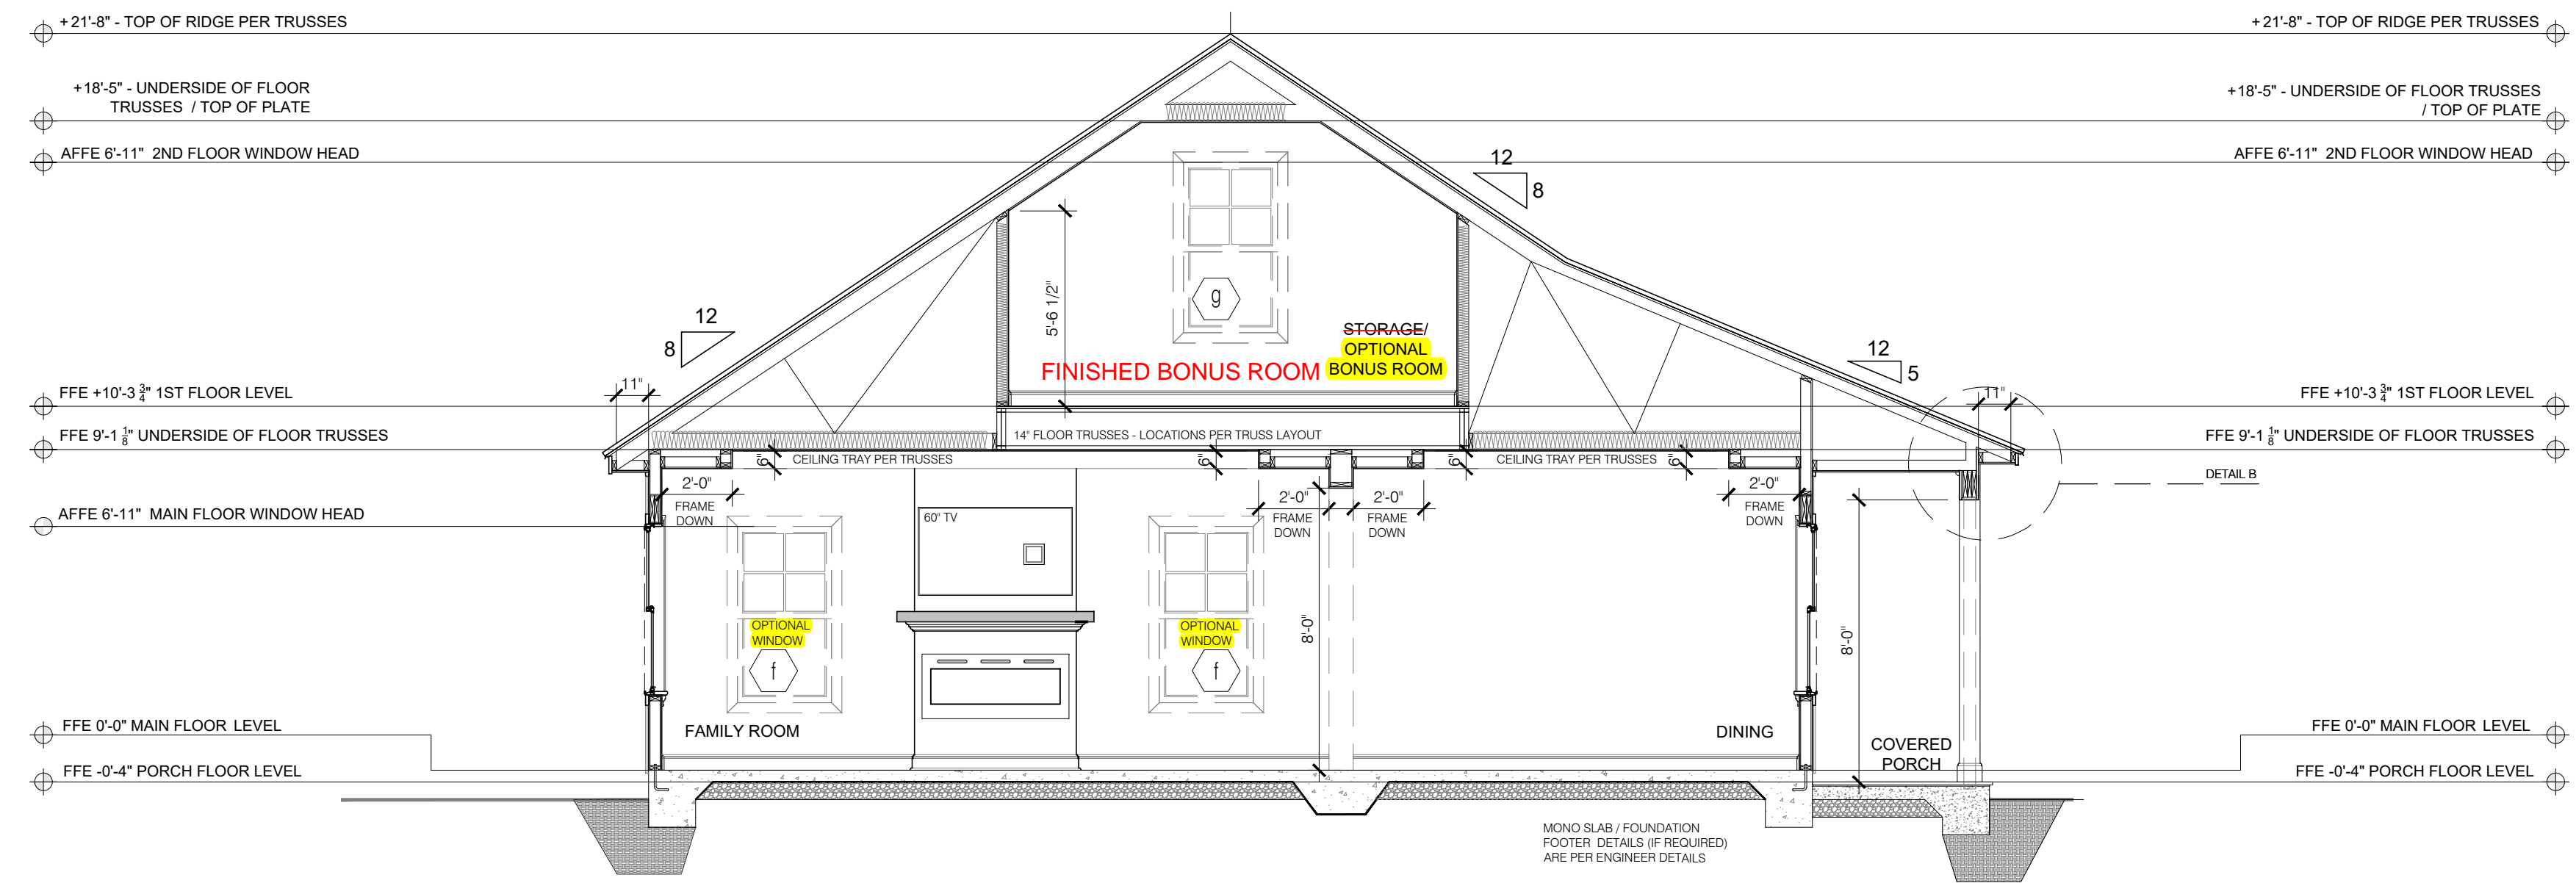 +21'-8" - TOP OF RIDGE PER TRUSSES
+21'-8" - TOP OF RIDGE PER TRUSSES
+18'-5" - UNDERSIDE OF FLOOR
TRUSSES / TOP OF PLATE
+18'-5" - UNDERSIDE OF FLOOR TRUSSES
/ TOP OF PLATE
AFFE 6'-11" 2ND FLOOR WINDOW HEAD
AFFE 6'-11" 2ND FLOOR WINDOW HEAD
12
8
g
5'-6 1/2"
12
8
STORAGE/
OPTIONAL
BONUS ROOM
FINISHED BONUS ROOM
12
5
11"
11"
FFE +10'-3 3/4" 1ST FLOOR LEVEL
FFE +10'-3 3/4" 1ST FLOOR LEVEL
FFE 9'-1 1/8" UNDERSIDE OF FLOOR TRUSSES
14" FLOOR TRUSSES - LOCATIONS PER TRUSS LAYOUT
FFE 9'-1 1/8" UNDERSIDE OF FLOOR TRUSSES
6"
CEILING TRAY PER TRUSSES
6"
6"
CEILING TRAY PER TRUSSES
6"
DETAIL B
2'-0"
FRAME
DOWN
2'-0"
FRAME
DOWN
2'-0"
FRAME
DOWN
2'-0"
FRAME
DOWN
AFFE 6'-11" MAIN FLOOR WINDOW HEAD
60" TV
OPTIONAL
WINDOW
f
OPTIONAL
WINDOW
f
8'-0"
8'-0"
FAMILY ROOM
DINING
COVERED
PORCH
FFE 0'-0" MAIN FLOOR LEVEL
FFE 0'-0" MAIN FLOOR LEVEL
FFE -0'-4" PORCH FLOOR LEVEL
FFE -0'-4" PORCH FLOOR LEVEL
MONO SLAB / FOUNDATION
FOOTER DETAILS (IF REQUIRED)
ARE PER ENGINEER DETAILS